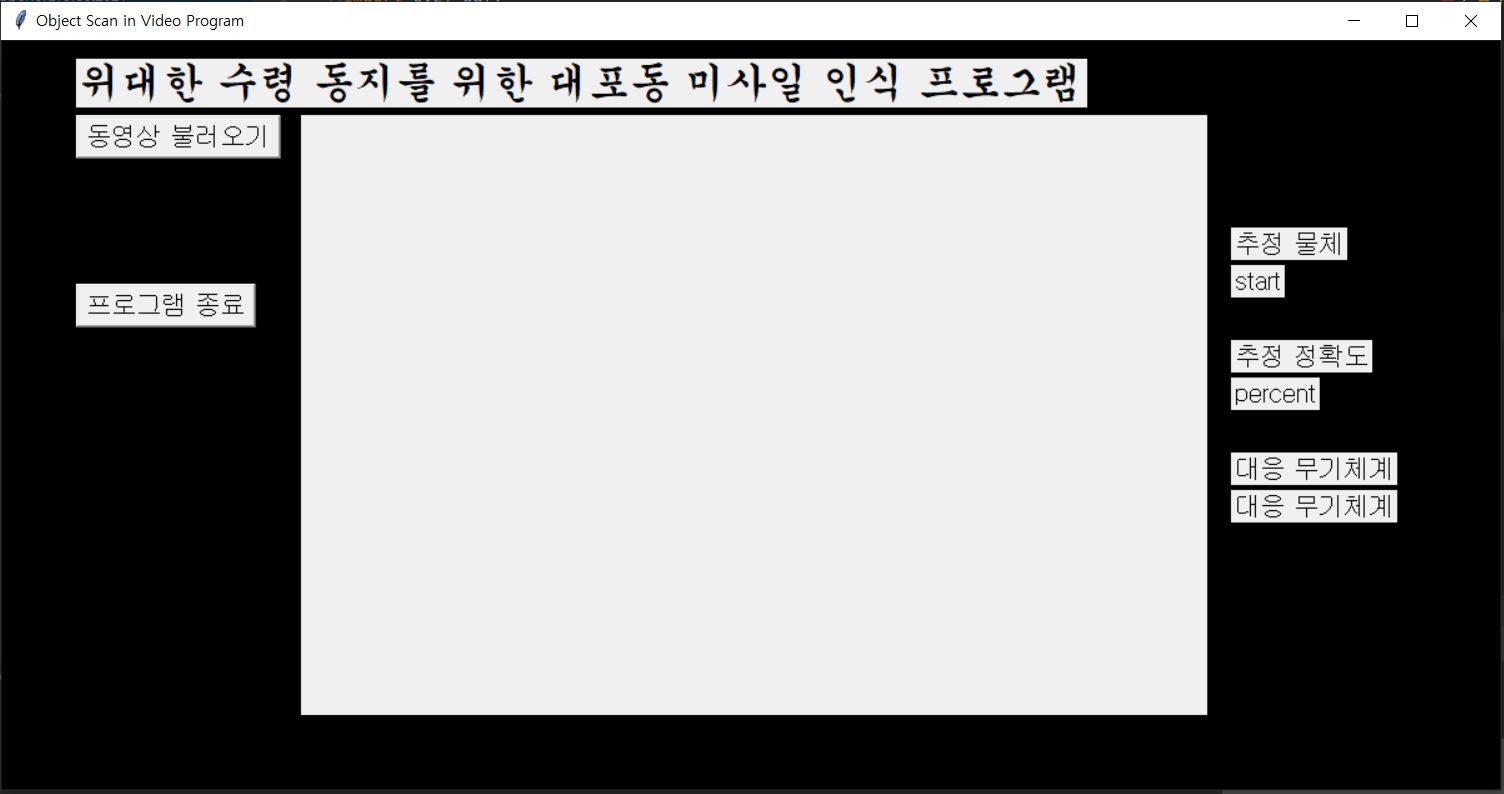 Object Scan in Video Program
위대한 수령 동지를 위한 대포동 미사일 인식 프로그램
동영상 불러오기
프로그램 종료
추정 물체
start
추정 정확도
percent
대응 무기체계
대응 무기체계